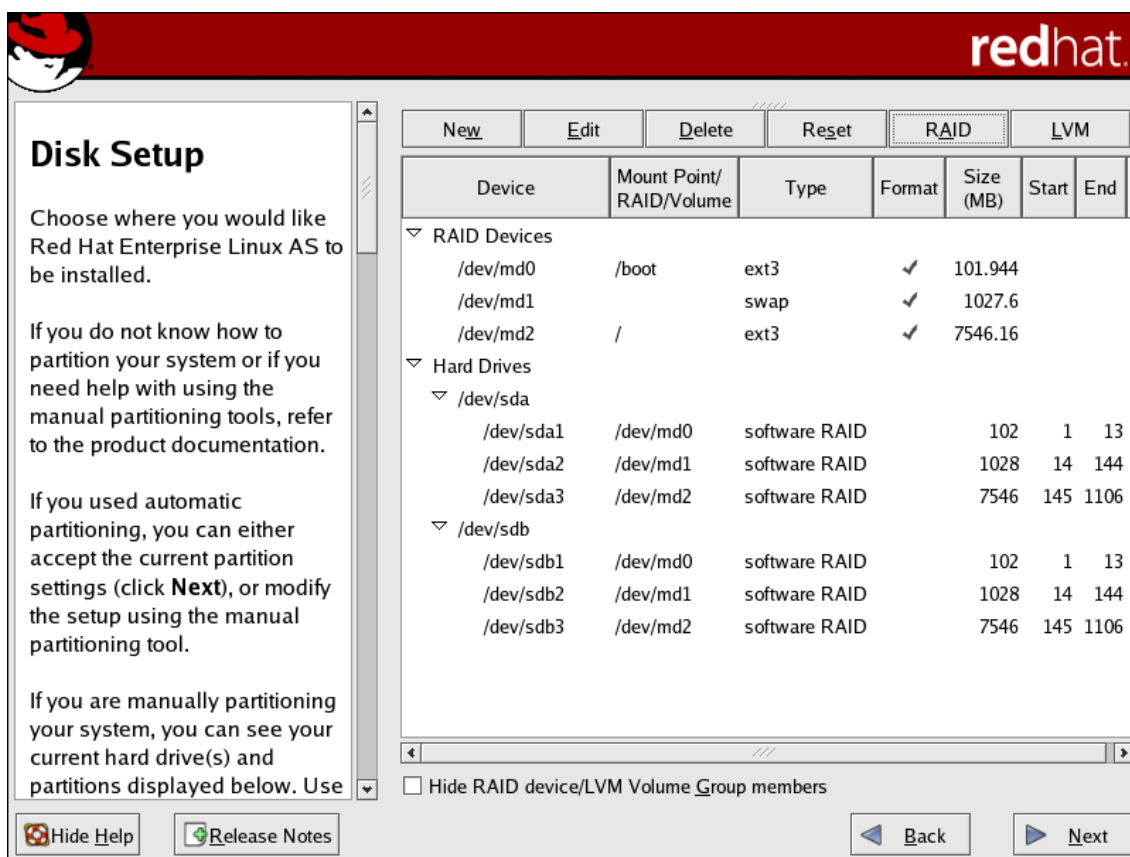 redhat.
Disk Setup
Choose where you would like
Red Hat Enterprise Linux AS to
be installed.
If you do not know how to
partition your system or if you
need help with using the
manual partitioning tools, refer
to the product documentation.
If you used automatic
partitioning, you can either
accept the current partition
settings (click Next), or modify
the setup using the manual
partitioning tool.
If you are manually partitioning
your system, you can see your
current hard drive(s) and
partitions displayed below. Use
New Edit Delete Reset RAID LVM
Device Mount Point/ RAID/Volume Type Format Size (MB) Start End
RAID Devices
/dev/md0 /boot ext3 101.944
/dev/md1 swap 1027.6
/dev/md2 / ext3 7546.16
Hard Drives
/dev/sda
/dev/sda1 /dev/md0 software RAID 102 1 13
/dev/sda2 /dev/md1 software RAID 1028 14 144
/dev/sda3 /dev/md2 software RAID 7546 145 1106
/dev/sdb
/dev/sdb1 /dev/md0 software RAID 102 1 13
/dev/sdb2 /dev/md1 software RAID 1028 14 144
/dev/sdb3 /dev/md2 software RAID 7546 145 1106
Hide RAID device/LVM Volume Group members
Hide Help Release Notes Back Next